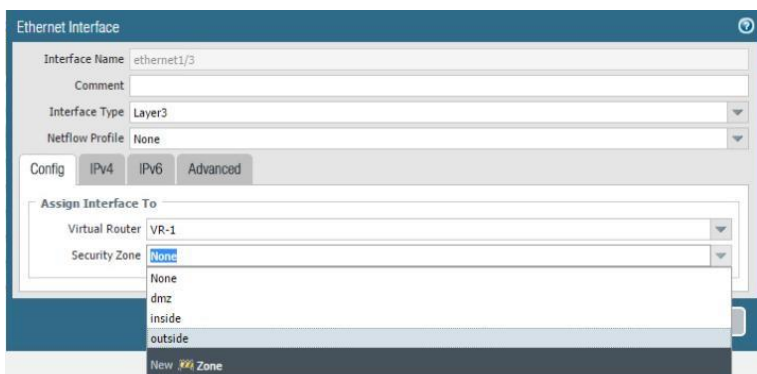 Ethernet Interface
Interface Name ethernet1/3
Comment
Interface Type Layer3
Netflow Profile None
Config IPv4 IPv6 Advanced
Assign Interface To
Virtual Router VR-1
Security Zone None
None
dmz
inside
outside
New Zone